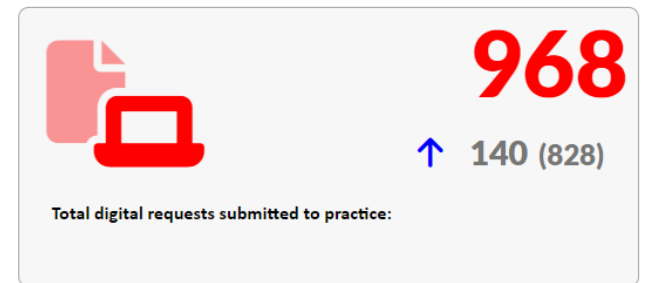 968
↑ 140 (828)
Total digital requests submitted to practice: